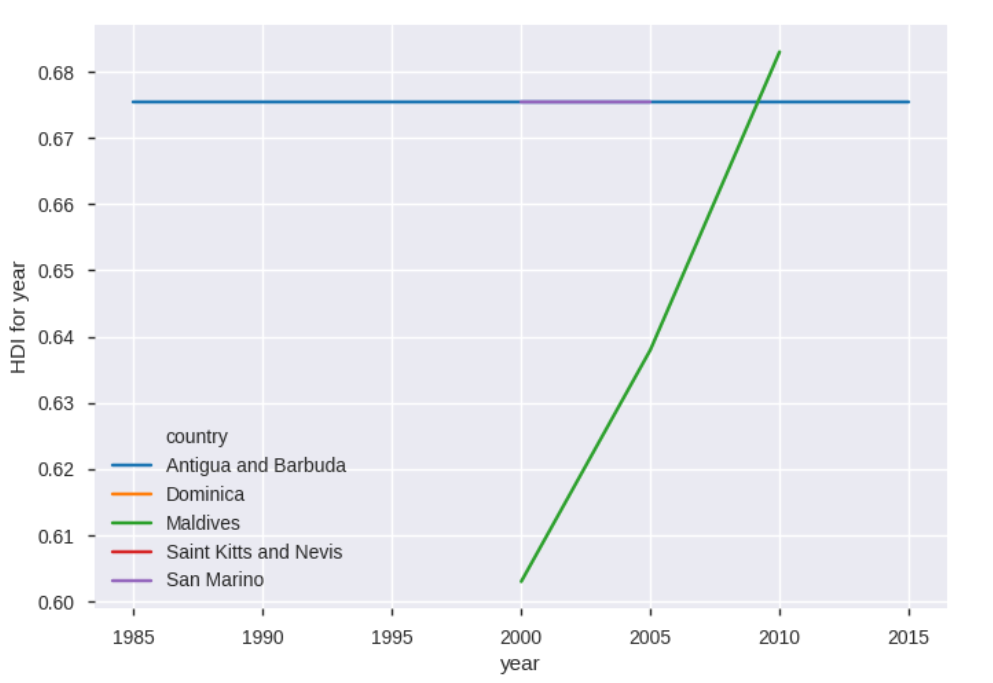 0.68
0.67
0.66
0.65
0.64
0.63
0.62
0.61
0.60
HDI for year
country
Antigua and Barbuda
Dominica
Maldives
Saint Kitts and Nevis
San Marino
1985 1990 1995 2000 2005 2010 2015
year